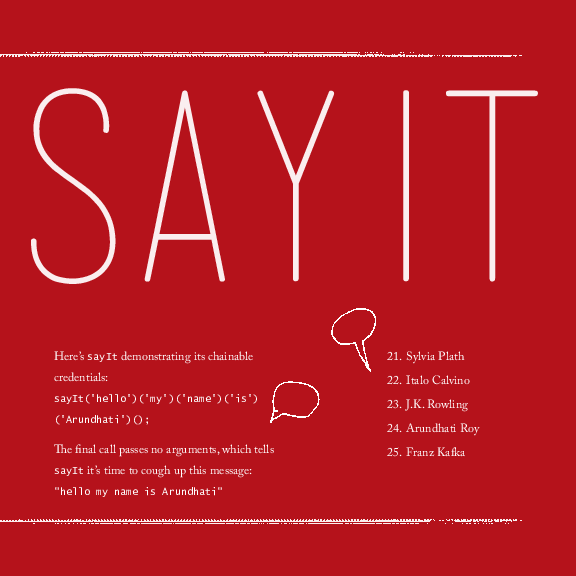 SAY IT
Here's sayIt demonstrating its chainable
credentials:
sayIt('hello')('my')('name')('is')
('Arundhati')();
The final call passes no arguments, which tells
sayIt it's time to cough up this message:
"hello my name is Arundhati"
21. Sylvia Plath
22. Italo Calvino
23. J.K. Rowling
24. Arundhati Roy
25. Franz Kafka